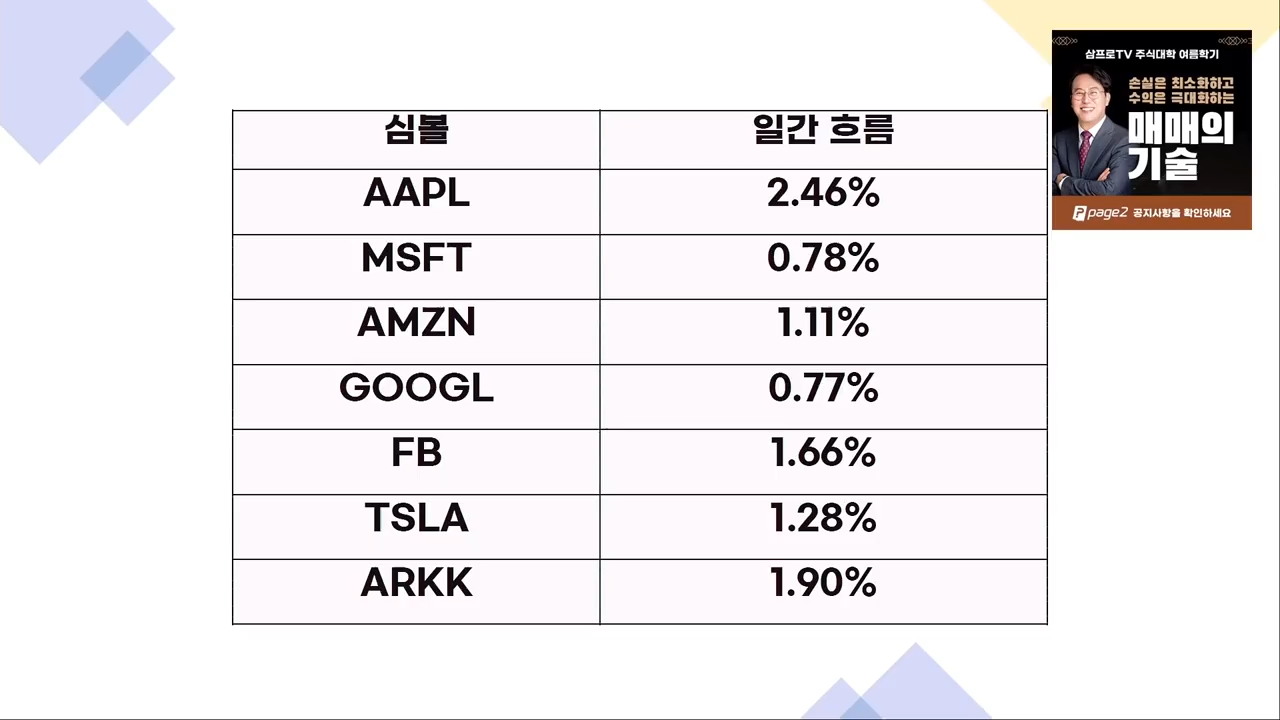 심볼 일간 흐름
AAPL 2.46%
MSFT 0.78%
AMZN 1.11%
GOOGL 0.77%
FB 1.66%
TSLA 1.28%
ARKK 1.90%
삼프로TV 주식대학 여름학기
손실은 최소화하고
수익은 극대화하는
매매의
기술
page2 공지사항을 확인하세요